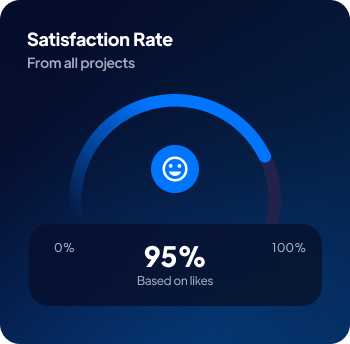 Satisfaction Rate
From all projects
0%
95%
100%
Based on likes